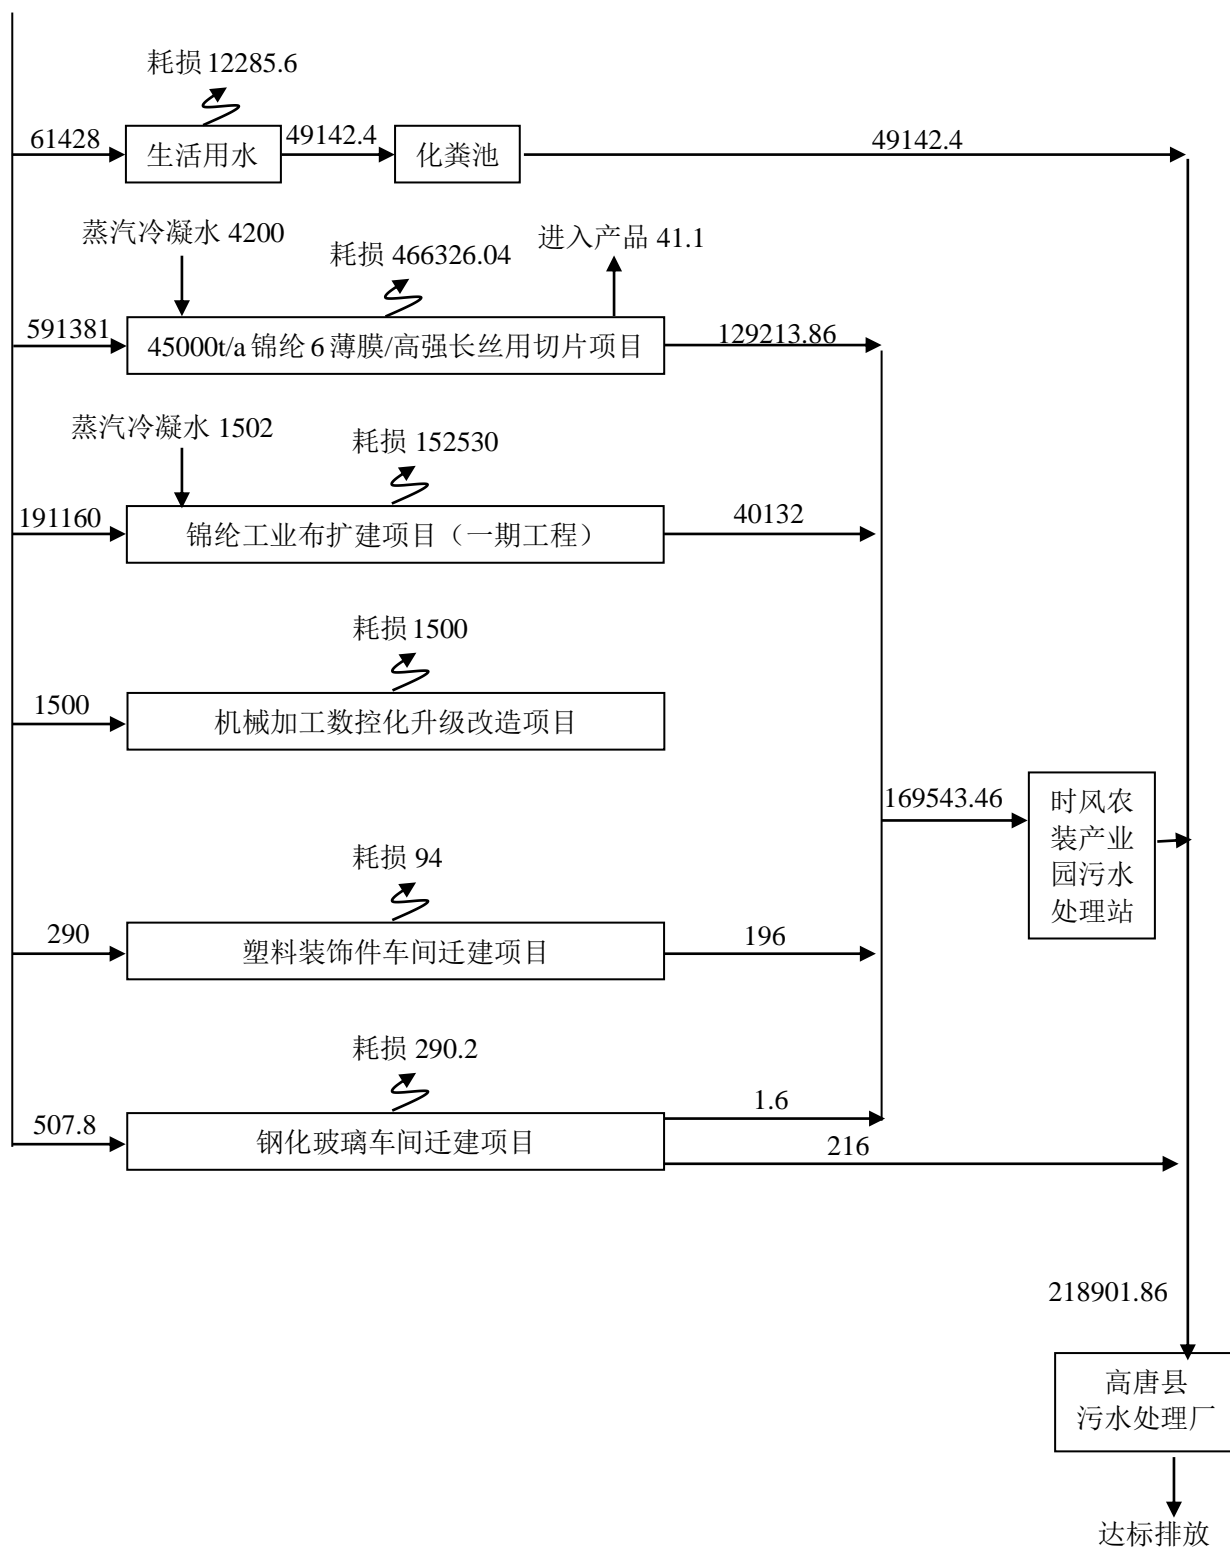 耗损 12285.6
61428
生活用水
49142.4
化粪池
49142.4
蒸汽冷凝水 4200
耗损 466326.04
进入产品 41.1
591381
45000t/a 锦纶 6 薄膜/高强长丝用切片项目
129213.86
蒸汽冷凝水 1502
耗损 152530
191160
锦纶工业布扩建项目（一期工程）
40132
耗损 1500
1500
机械加工数控化升级改造项目
169543.46
时风农
装产业
园污水
处理站
耗损 94
290
塑料装饰件车间迁建项目
196
耗损 290.2
507.8
钢化玻璃车间迁建项目
1.6
216
218901.86
高唐县
污水处理厂
达标排放